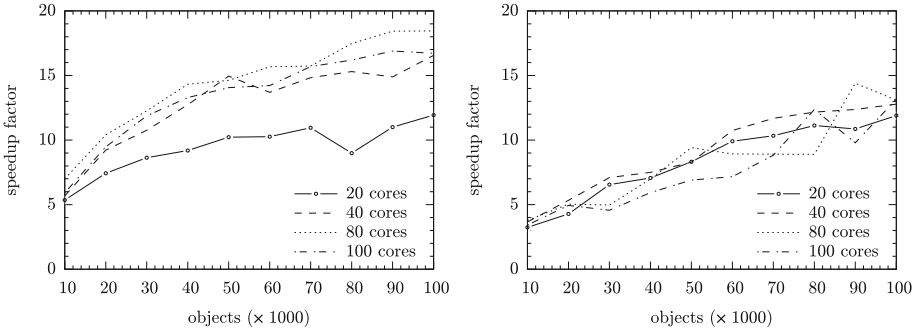 speedup factor
20
15
10
5
0
20 cores
40 cores
80 cores
100 cores
10 20 30 40 50 60 70 80 90 100
objects (× 1000)
speedup factor
20
15
10
5
0
20 cores
40 cores
80 cores
100 cores
10 20 30 40 50 60 70 80 90 100
objects (× 1000)